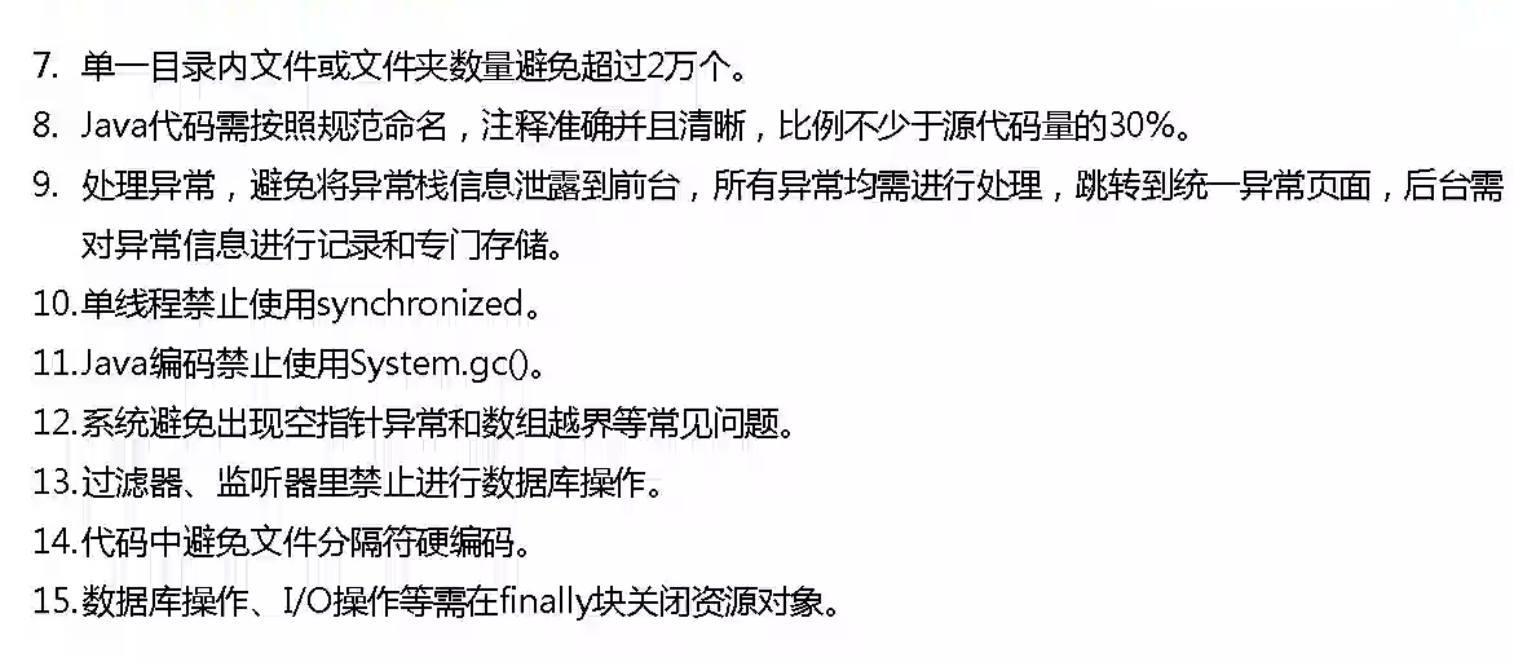 7. 单一目录内文件或文件夹数量避免超过2万个。
8. Java代码需按照规范命名，注释准确并且清晰，比例不少于源代码量的30%。
9. 处理异常，避免将异常栈信息泄露到前台，所有异常均需进行处理，跳转到统一异常页面，后台需
对异常信息进行记录和专门存储。
10.单线程禁止使用synchronized。
11.Java编码禁止使用System.gc()。
12.系统避免出现空指针异常和数组越界等常见问题。
13.过滤器、监听器里禁止进行数据库操作。
14.代码中避免文件分隔符硬编码。
15.数据库操作、I/O操作等需在finally块关闭资源对象。